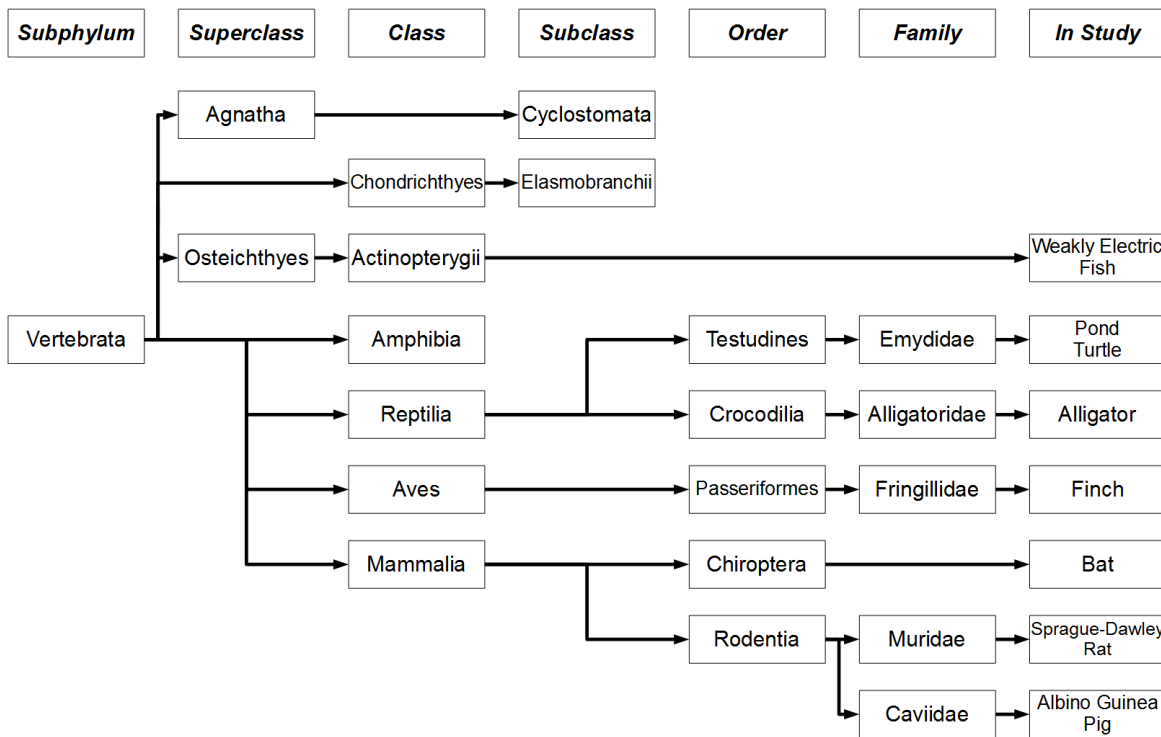 Subphylum Superclass Class Subclass Order Family In Study
Agnatha Cyclostomata
Chondrichthyes Elasmobranchii
Osteichthyes Actinopterygii Weakly Electric
Fish
Vertebrata Amphibia Testudines Emydidae Pond
Turtle
Reptilia Crocodilia Alligatoridae Alligator
Aves Passeriformes Fringillidae Finch
Mammalia Chiroptera Bat
Rodentia Muridae Sprague-Dawley
Rat
Caviidae Albino Guinea
Pig